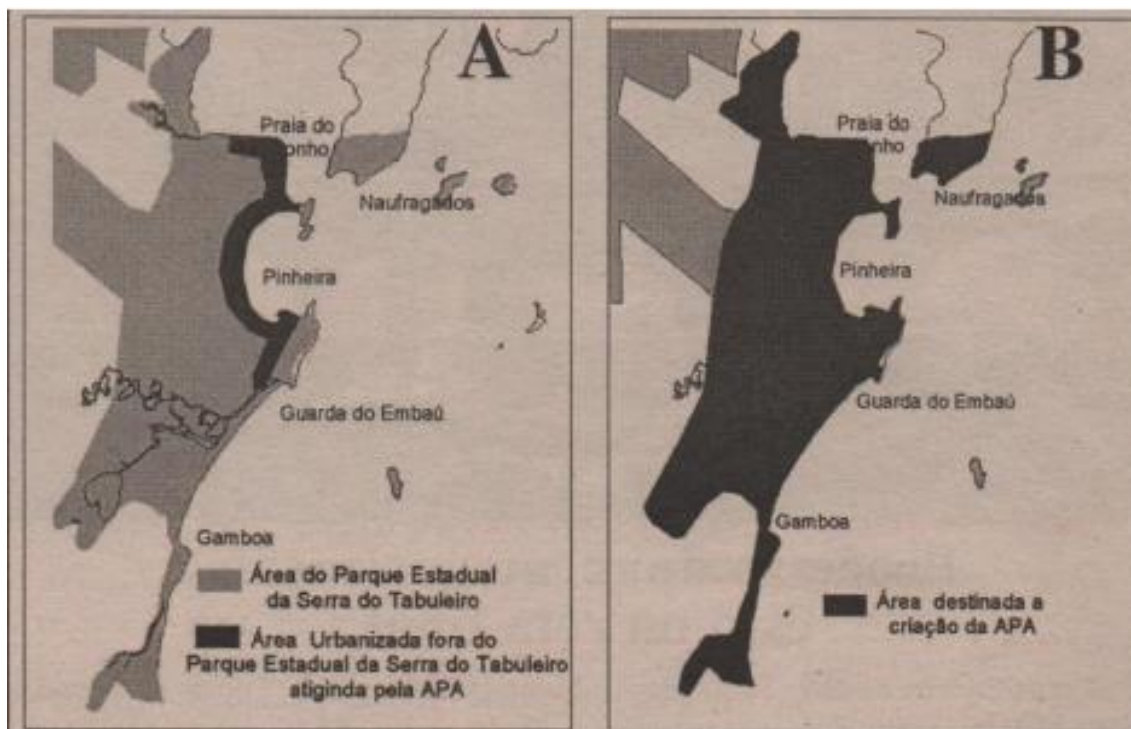 A
Praia do
onho
Naufragados
Pinheira
Guarda do Embaú
Gamboa
Área do Parque Estadual
da Serra do Tabuleiro
Área Urbanizada fora do
Parque Estadual da Serra do Tabuleiro
atiginda pela APA
B
Praia do
nho
Naufragados
Pinheira
Guarda do Embaú
Gamboa
Área destinada a
criação da APA